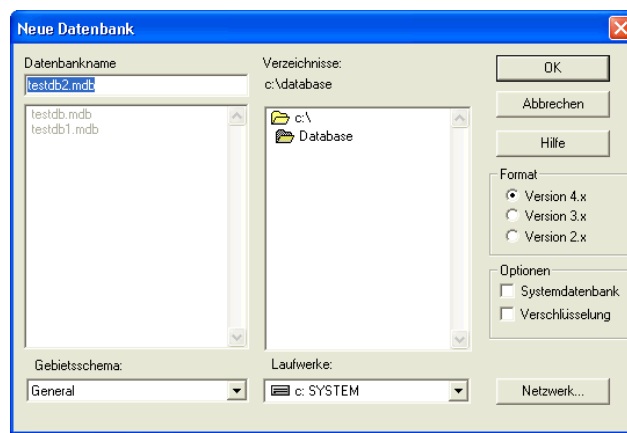 Neue Datenbank
Datenbankname
testdb2.mdb
testdb.mdb
testdb1.mdb
Gebietsschema:
General
Verzeichnisse:
c:\database
c:\
Database
Laufwerke:
c: SYSTEM
OK
Abbrechen
Hilfe
Format
Version 4.x
Version 3.x
Version 2.x
Optionen
Systemdatenbank
Verschlüsselung
Netzwerk...